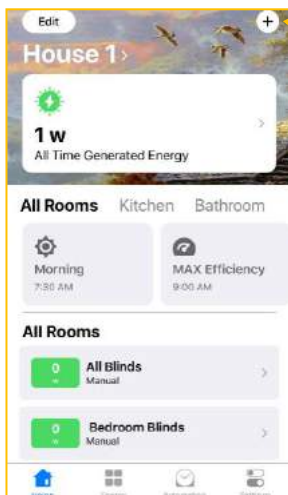 Edit +
House 1 >
1 w
All Time Generated Energy
All Rooms Kitchen Bathroom
Morning
7:30 AM
MAX Efficiency
9:00 AM
All Rooms
0
All Blinds
Manual
0
Bedroom Blinds
Manual